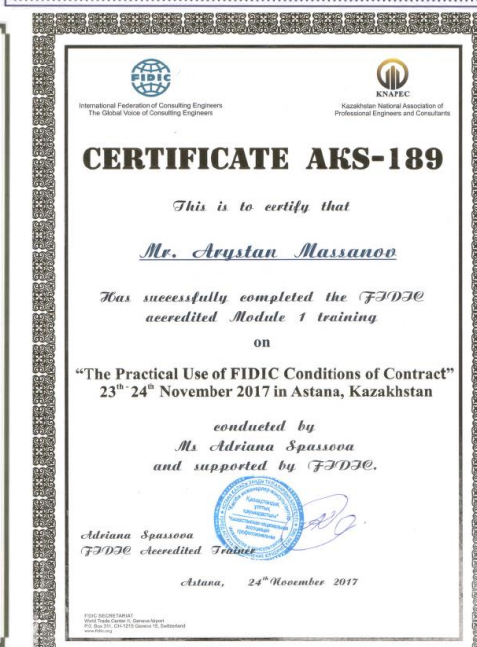 FIDIC
International Federation of Consulting Engineers
The Global Voice of Consulting Engineers
KNAPEC
Kazakhstan National Association of
Professional Engineers and Consultants
CERTIFICATE AKS-189
This is to certify that
Mr. Arystan Massanov
Has successfully completed the FIDIC
accredited Module 1 training
on
“The Practical Use of FIDIC Conditions of Contract”
23th- 24th November 2017 in Astana, Kazakhstan
conducted by
Ms Adriana Spassova
and supported by FIDIC.
Adriana Spassova
FIDIC Accredited Trainer
Astana, 24th November 2017
FIDIC SECRETARIAT
World Trade Center II, Geneva Airport
P.O. Box 311, CH-1215 Geneva 15, Switzerland
www.fidic.org